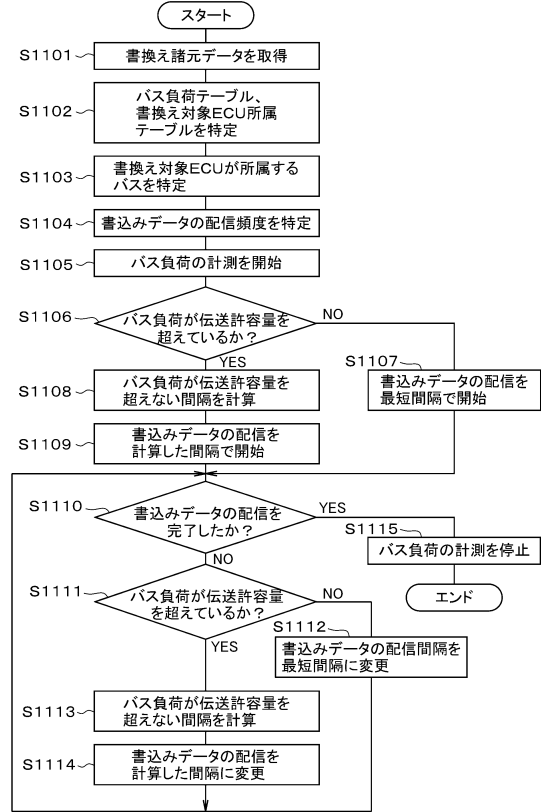 スタート
S1101
書換え諸元データを取得
S1102
バス負荷テーブル、
書換え対象ECU所属
テーブルを特定
S1103
書換え対象ECUが所属する
バスを特定
S1104
書込みデータの配信頻度を特定
S1105
バス負荷の計測を開始
S1106
バス負荷が伝送許容量を
超えているか?
NO
YES
S1107
書込みデータの配信を
最短間隔で開始
S1108
バス負荷が伝送許容量を
超えない間隔を計算
S1109
書込みデータの配信を
計算した間隔で開始
S1110
書込みデータの配信を
完了したか?
YES
NO
S1115
バス負荷の計測を停止
エンド
S1111
バス負荷が伝送許容量
を超えているか?
NO
YES
S1112
書込みデータの配信間隔を
最短間隔に変更
S1113
バス負荷が伝送許容量を
超えない間隔を計算
S1114
書込みデータの配信を
計算した間隔に変更